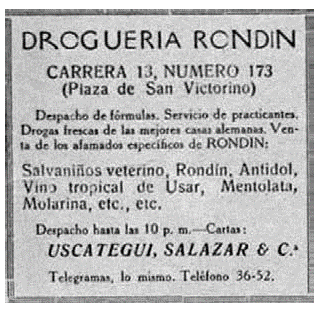 DROGUERIA RONDIN
CARRERA 13, NUMERO 173
(Plaza de San Victorino)
Despacho de fórmulas. Servicio de practicantes.
Drogas frescas de las mejores casas alemanas. Ven-
ta de los afamados específicos de RONDIN:
Salvaniños veterino, Rondín, Antidol,
Vino tropical de Usar, Mentolata,
Molarina, etc., etc.
Despacho hasta las 10 p. m.—Cartas:
USCATEGUI, SALAZAR & C.ª
Telegramas, lo mismo. Teléfono 36-52.